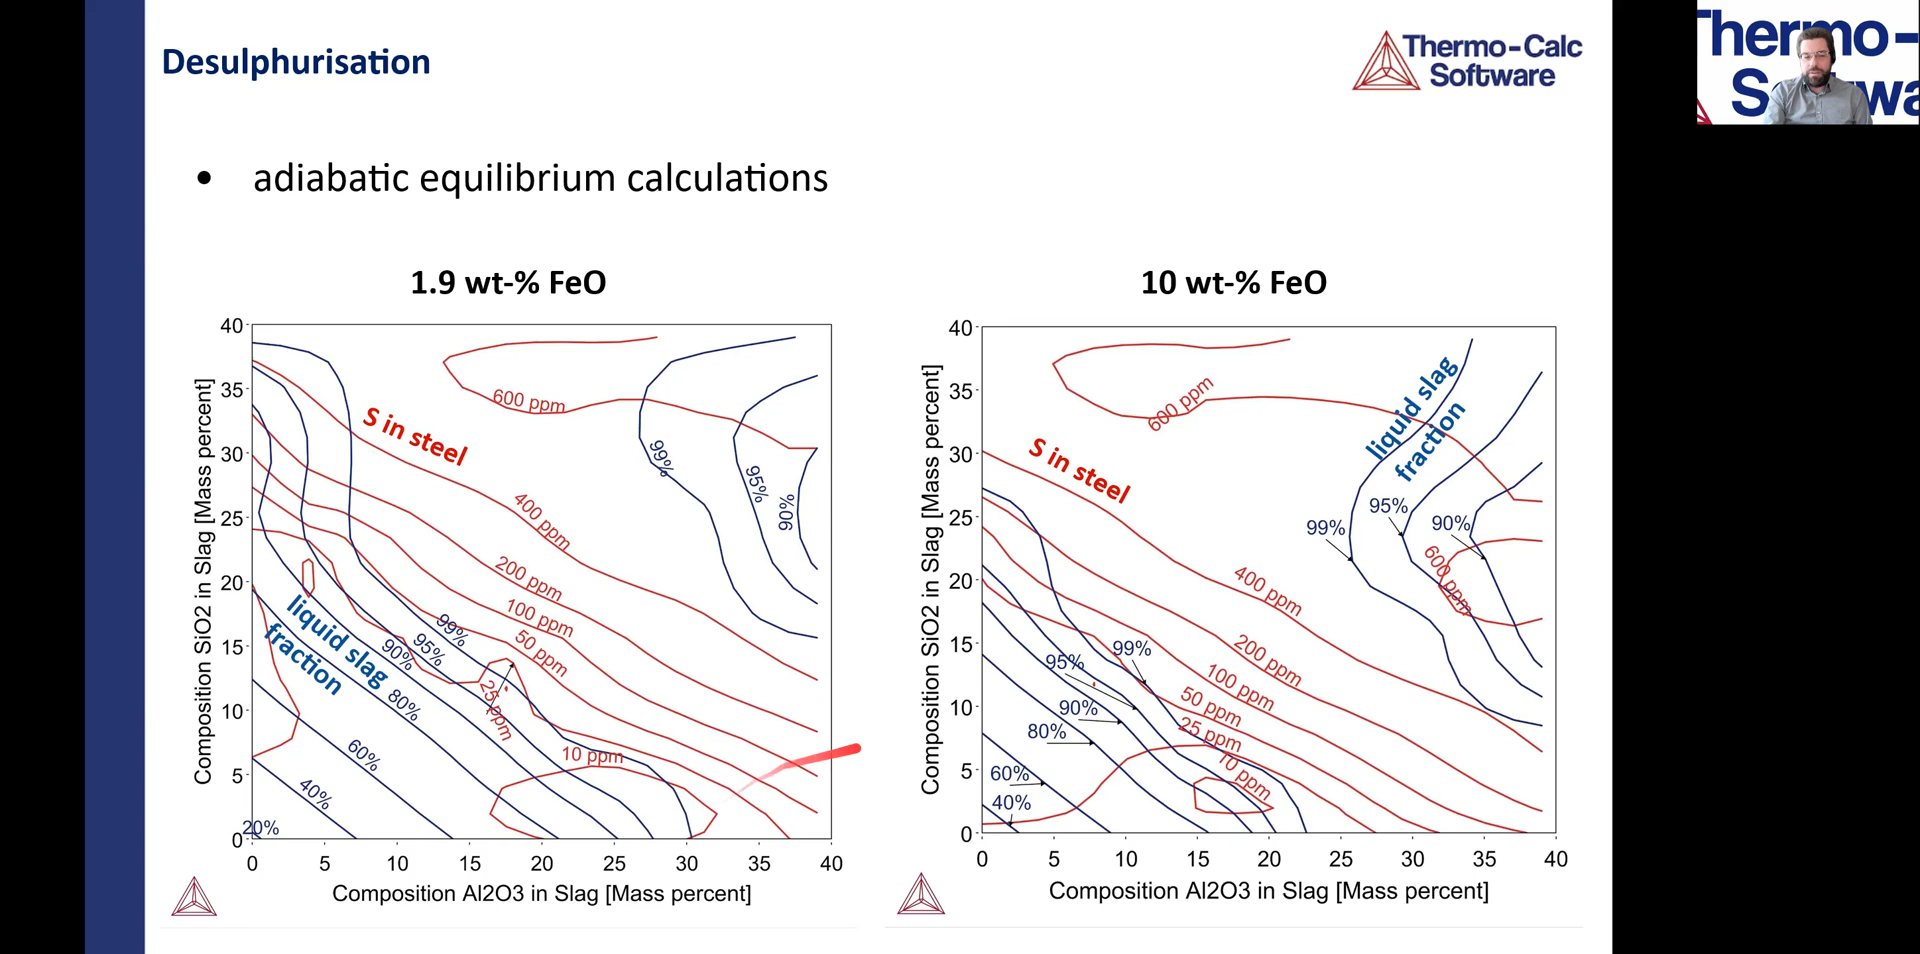 Desulphurisation
Thermo-Calc
Software
hermo-
S
wa
• adiabatic equilibrium calculations
1.9 wt-% FeO
40
35
30
25
20
15
10
5
0
0
5
10
15
20
25
30
35
40
Composition SiO2 in Slag [Mass percent]
Composition Al2O3 in Slag [Mass percent]
S in steel
liquid slag
fraction
600 ppm
400 ppm
200 ppm
100 ppm
50 ppm
25 ppm
10 ppm
99%
95%
90%
99%
95%
90%
80%
60%
40%
20%
10 wt-% FeO
40
35
30
25
20
15
10
5
0
0
5
10
15
20
25
30
35
40
Composition SiO2 in Slag [Mass percent]
Composition Al2O3 in Slag [Mass percent]
S in steel
liquid slag
fraction
600 ppm
600 ppm
400 ppm
200 ppm
100 ppm
50 ppm
25 ppm
10 ppm
99%
95%
90%
99%
95%
90%
80%
60%
40%